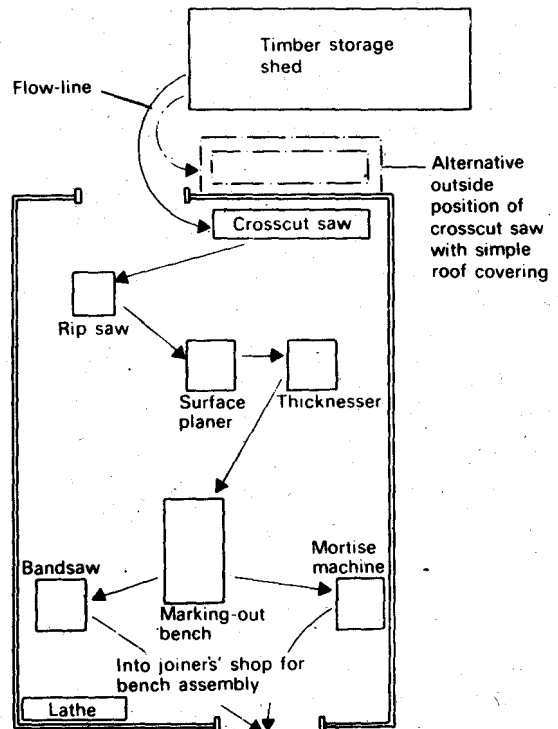 Timber storage
shed
Flow-line
Alternative
outside
position of
crosscut saw
with simple
roof covering
Crosscut saw
Rip saw
Surface
planer
Thicknesser
Mortise
machine
Bandsaw
Marking-out
bench
Into joiners' shop for
bench assembly
Lathe